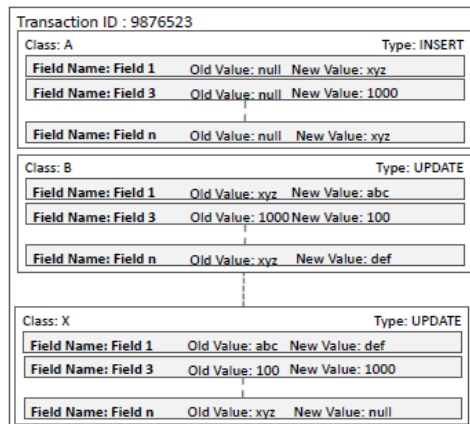 Transaction ID : 9876523
Class: A Type: INSERT
Field Name: Field 1 Old Value: null New Value: xyz
Field Name: Field 3 Old Value: null New Value: 1000
Field Name: Field n Old Value: null New Value: xyz
Class: B Type: UPDATE
Field Name: Field 1 Old Value: xyz New Value: abc
Field Name: Field 3 Old Value: 1000 New Value: 100
Field Name: Field n Old Value: xyz New Value: def
Class: X Type: UPDATE
Field Name: Field 1 Old Value: abc New Value: def
Field Name: Field 3 Old Value: 100 New Value: 1000
Field Name: Field n Old Value: xyz New Value: null